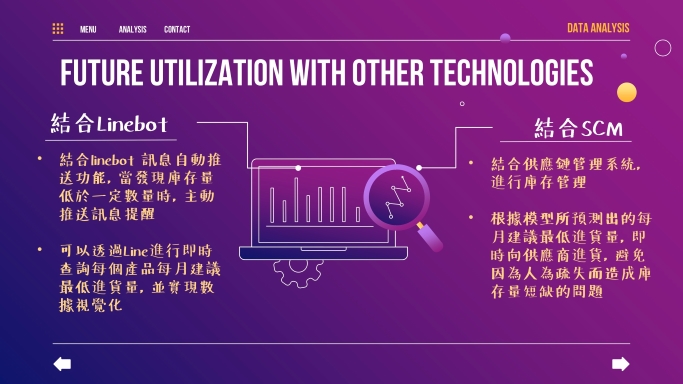 MENU ANALYSIS CONTACT DATA ANALYSIS
FUTURE UTILIZATION WITH OTHER TECHNOLOGIES
結合Linebot
• 結合linebot 訊息自動推
送功能, 當發現庫存量
低於一定數量時, 主動
推送訊息提醒
• 可以透過Line進行即時
查詢每個產品每月建議
最低進貨量, 並實現數
據視覺化
結合SCM
• 結合供應鏈管理系統,
進行庫存管理
• 根據模型所預測出的每
月建議最低進貨量, 即
時向供應商進貨, 避免
因為人為疏失而造成庫
存量短缺的問題